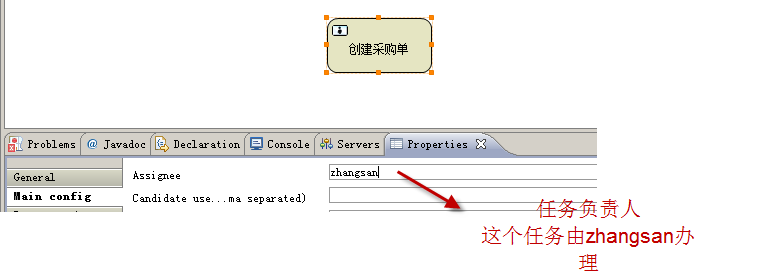 创建采购单
Problems @ Javadoc Declaration Console Servers Properties
General
Main config
Assignee
zhangsan
Candidate use...ma separated)
任务负责人
这个任务由zhangsan办
理